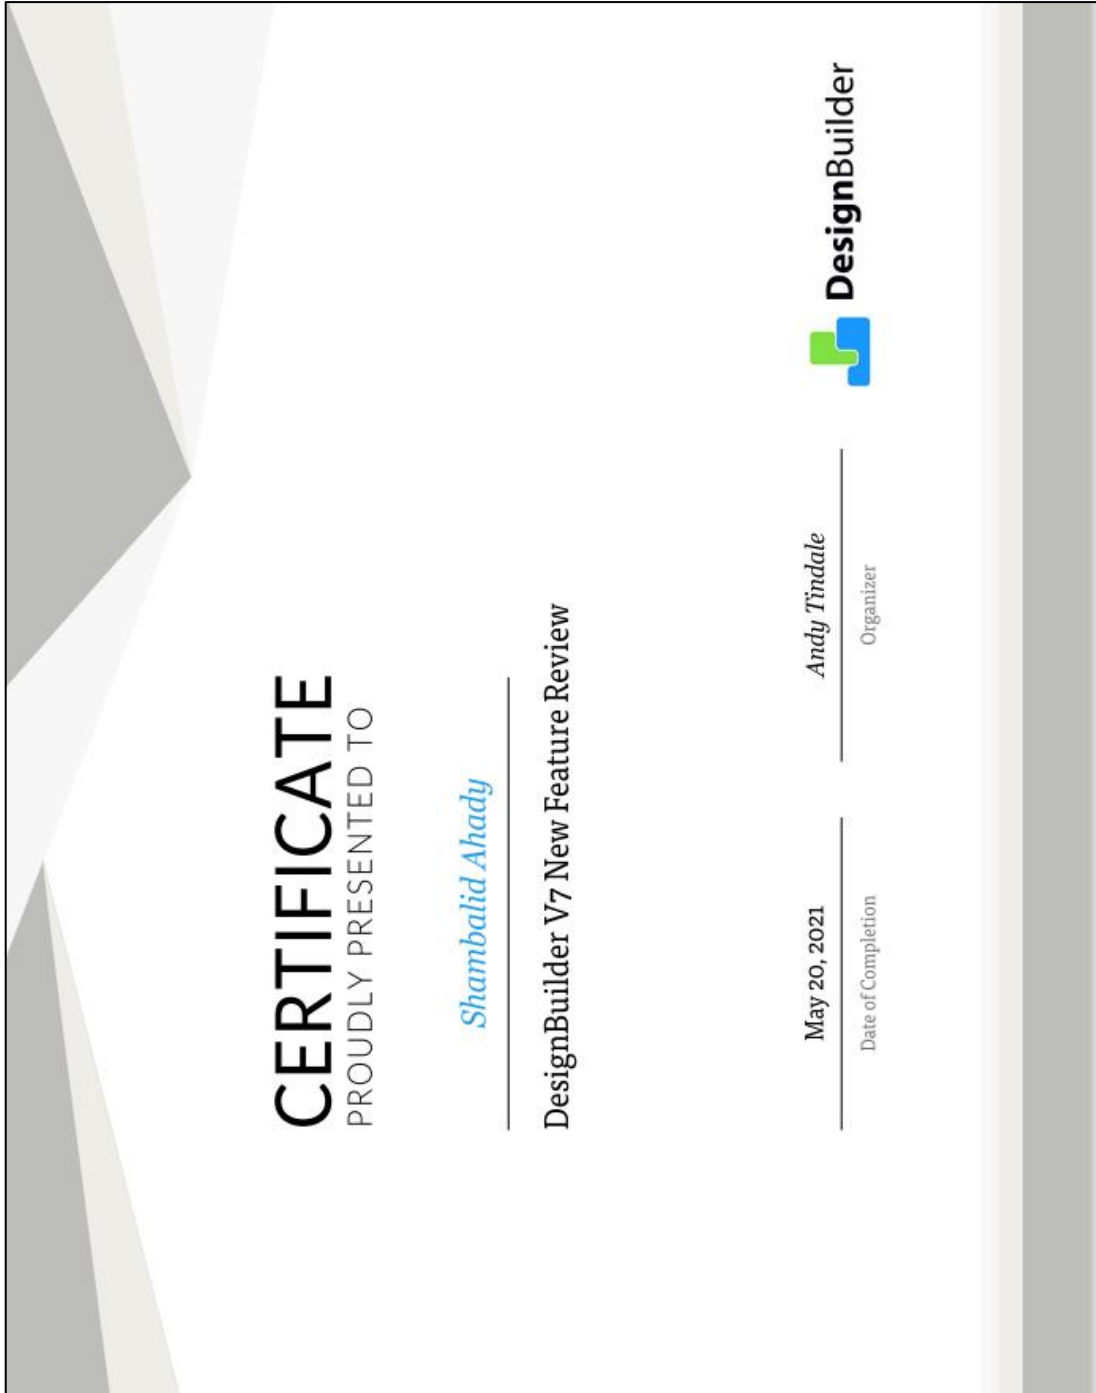 CERTIFICATE
PROUDLY PRESENTED TO
Shambalid Ahady
DesignBuilder V7 New Feature Review
May 20, 2021
Date of Completion
Andy Tindale
Organizer
DesignBuilder